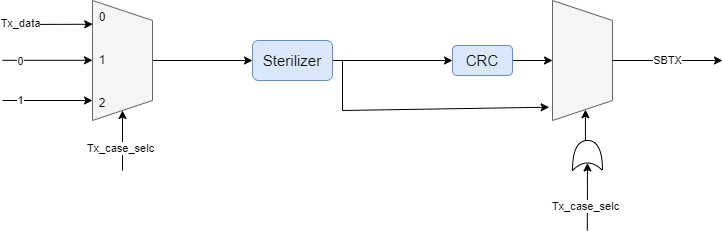 Tx_data
0
0
1
1
2
Tx_case_selc
Sterilizer
CRC
SBTX
Tx_case_selc